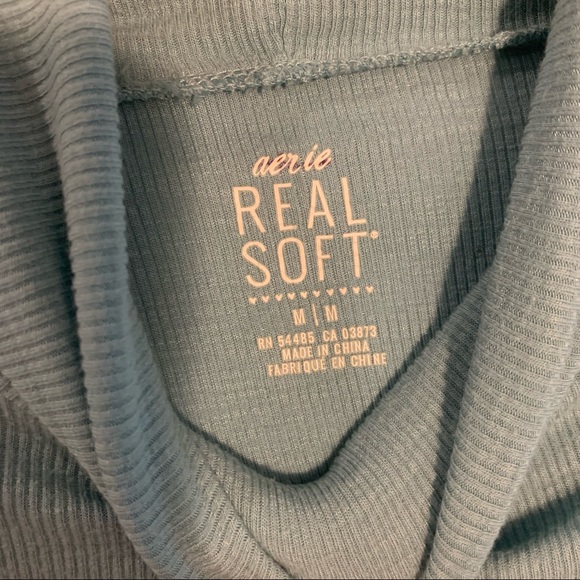 aerie
REAL
SOFT®
M | M
RN 54485 CA 03873
MADE IN CHINA
FABRIQUÉ EN CHINE